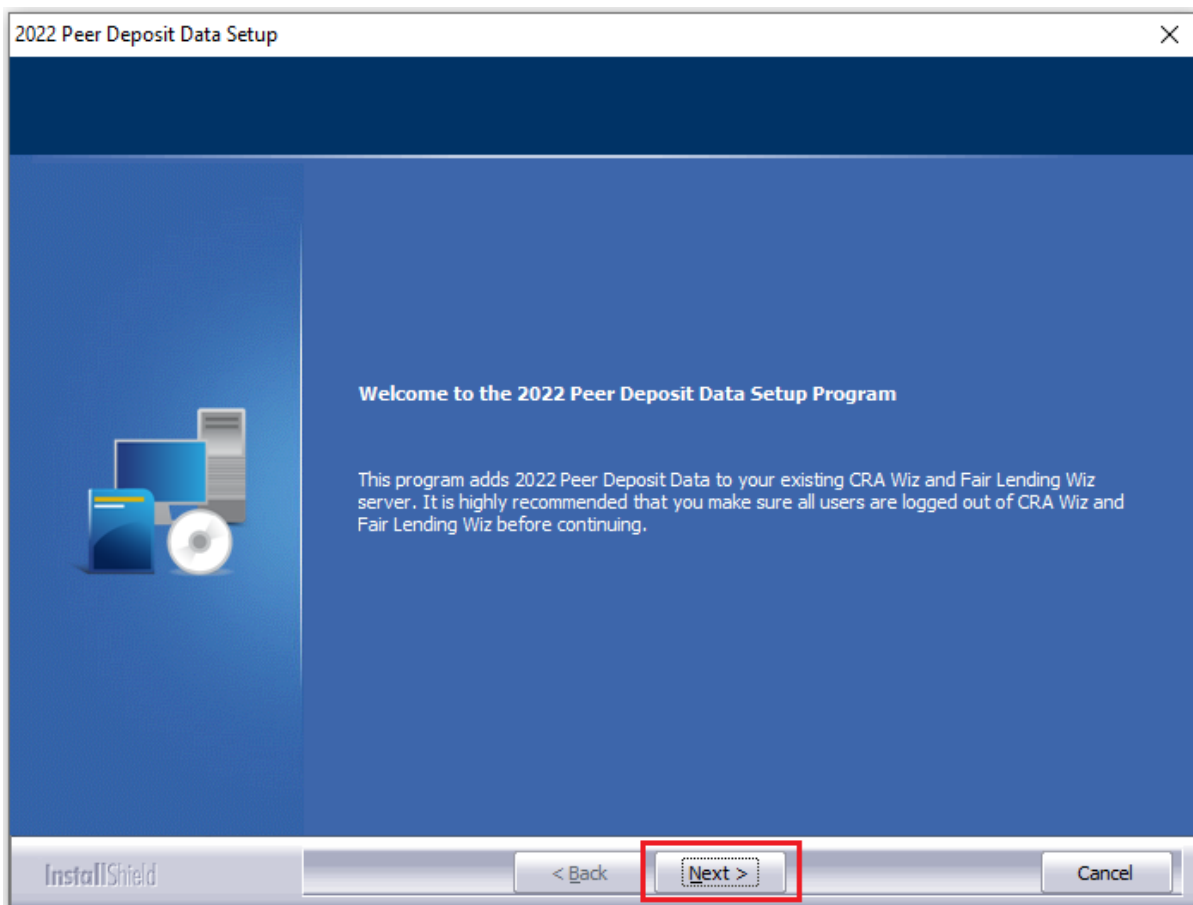 2022 Peer Deposit Data Setup
Welcome to the 2022 Peer Deposit Data Setup Program
This program adds 2022 Peer Deposit Data to your existing CRA Wiz and Fair Lending Wiz
server. It is highly recommended that you make sure all users are logged out of CRA Wiz and
Fair Lending Wiz before continuing.
InstallShield
< Back
Next >
Cancel